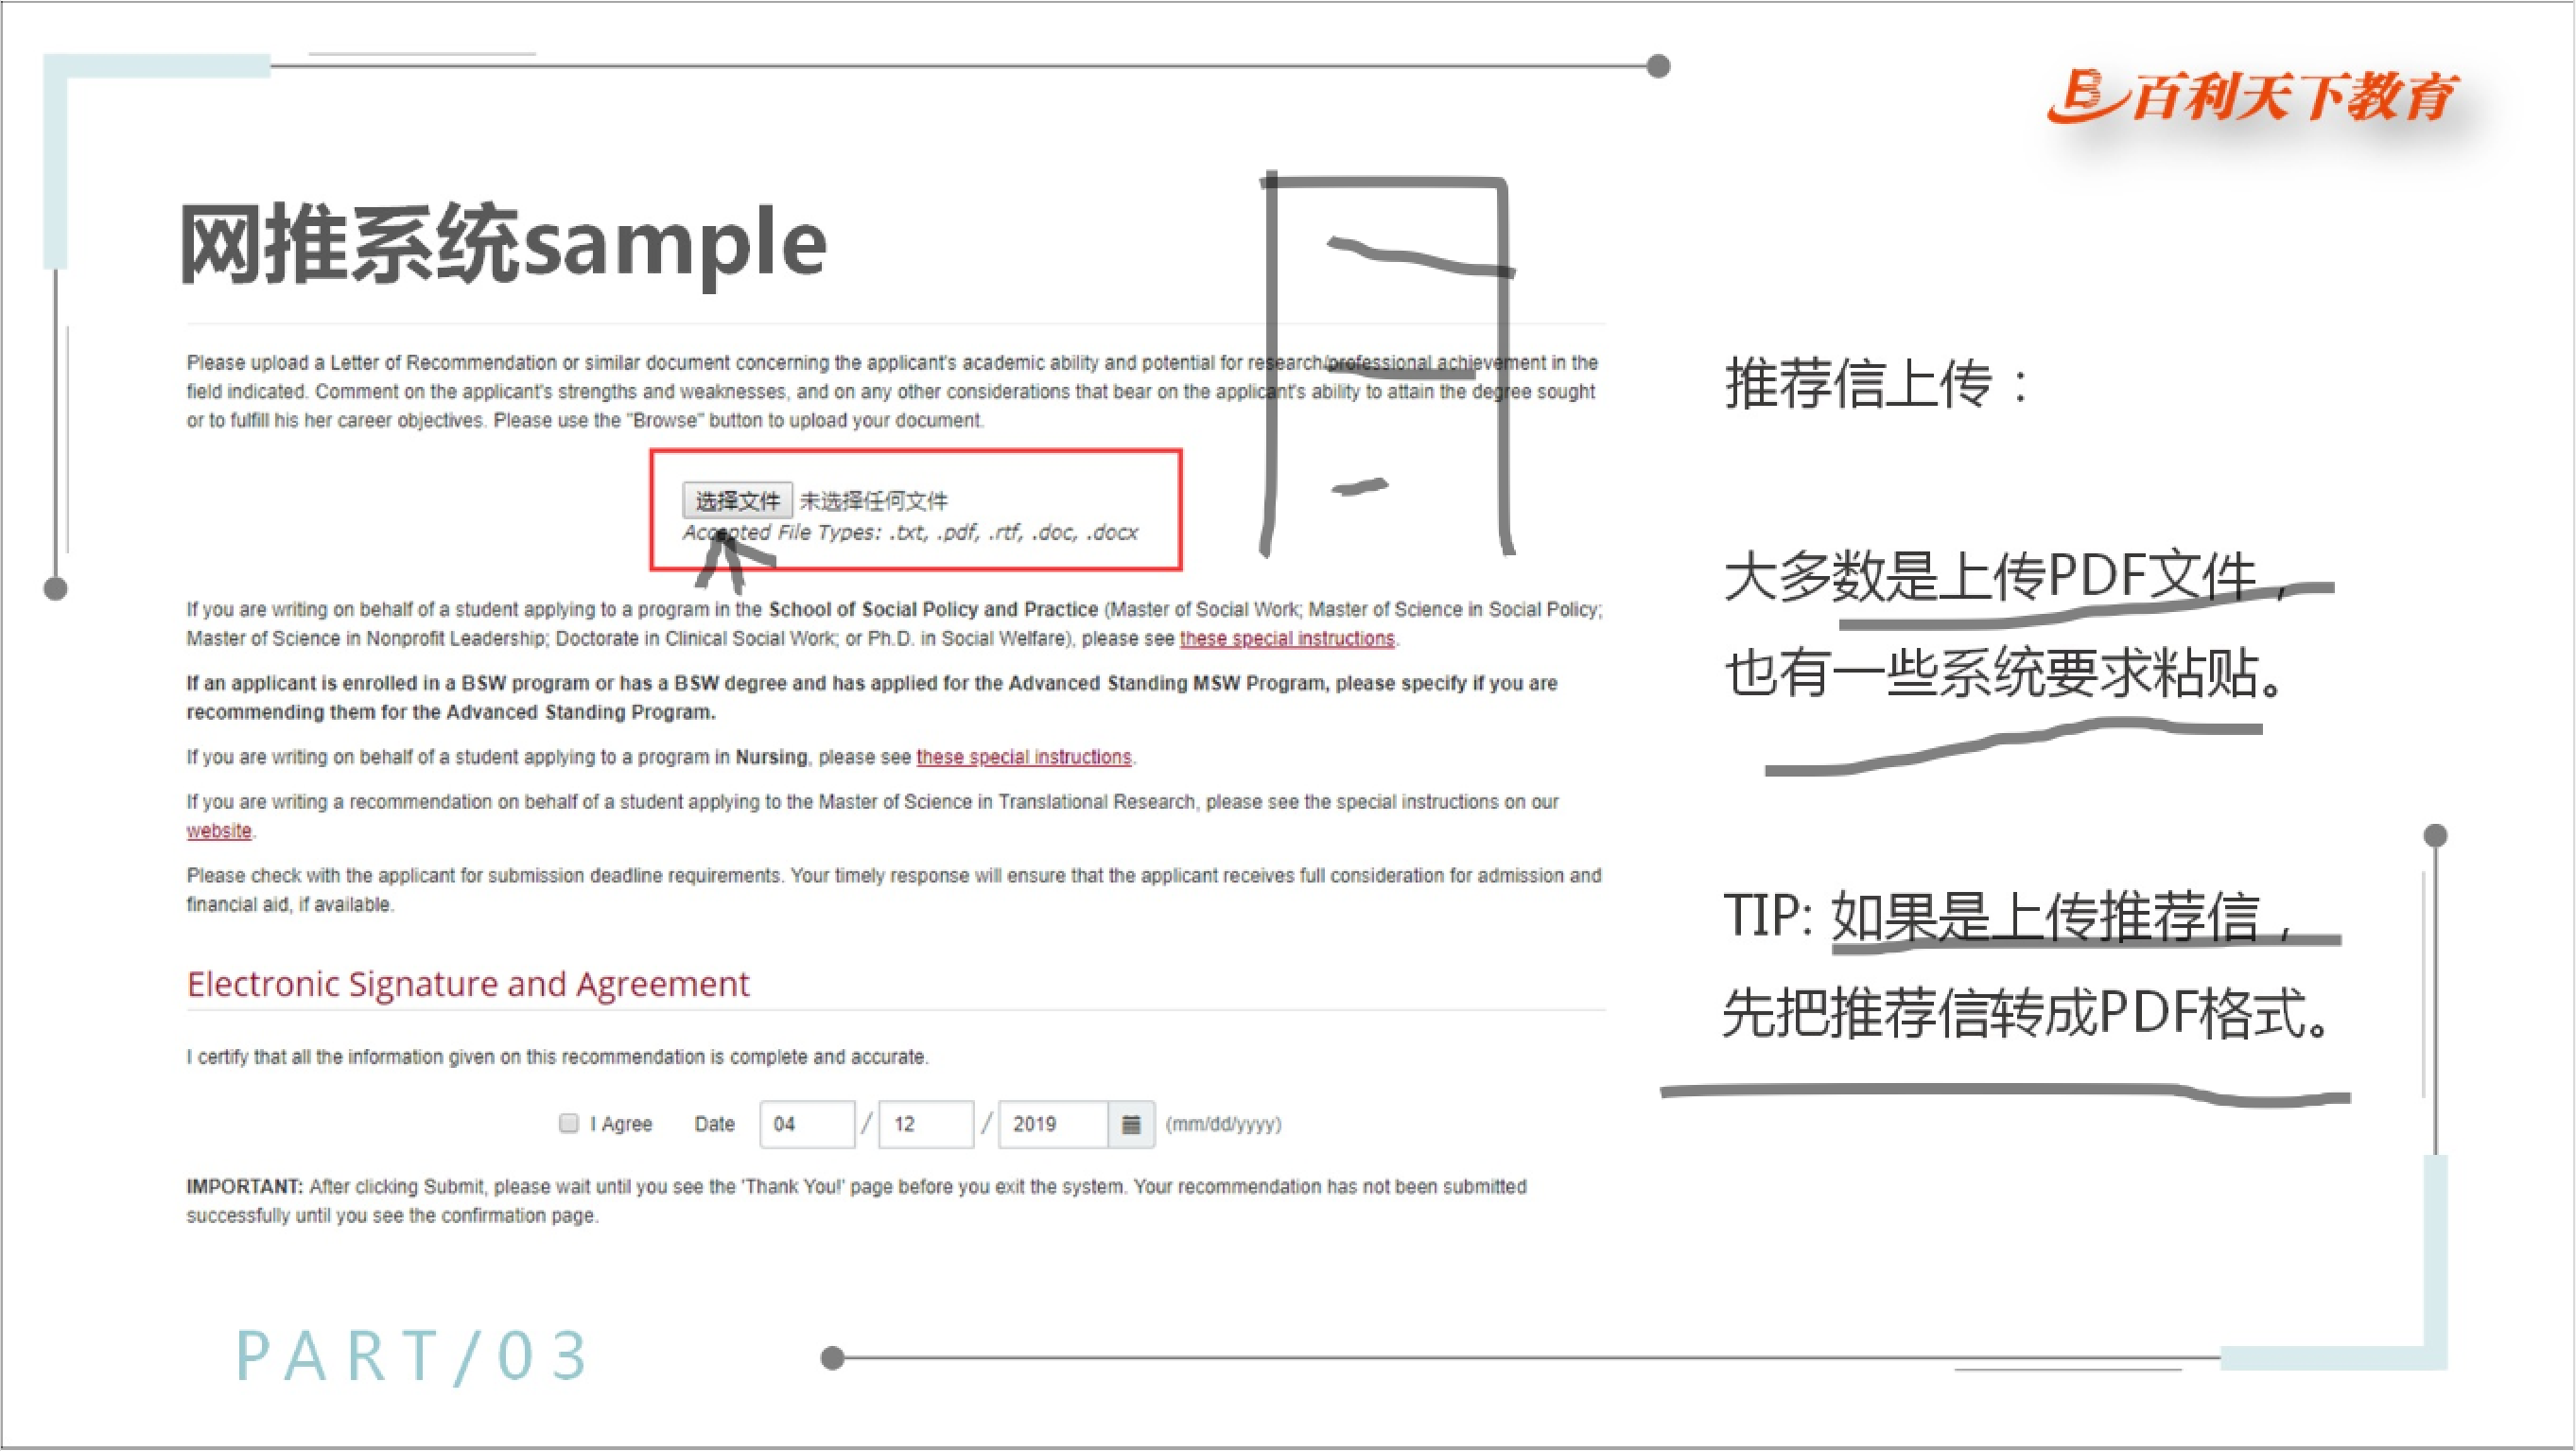 百利天下教育
网推系统sample
Please upload a Letter of Recommendation or similar document concerning the applicant's academic ability and potential for research/professional achievement in the
field indicated. Comment on the applicant's strengths and weaknesses, and on any other considerations that bear on the applicant's ability to attain the degree sought
or to fulfill his her career objectives. Please use the "Browse" button to upload your document.
选择文件 未选择任何文件
Accepted File Types: .txt, .pdf, .rtf, .doc, .docx
If you are writing on behalf of a student applying to a program in the School of Social Policy and Practice (Master of Social Work; Master of Science in Social Policy;
Master of Science in Nonprofit Leadership; Doctorate in Clinical Social Work; or Ph.D. in Social Welfare), please see these special instructions.
If an applicant is enrolled in a BSW program or has a BSW degree and has applied for the Advanced Standing MSW Program, please specify if you are
recommending them for the Advanced Standing Program.
If you are writing on behalf of a student applying to a program in Nursing, please see these special instructions.
If you are writing a recommendation on behalf of a student applying to the Master of Science in Translational Research, please see the special instructions on our
website.
Please check with the applicant for submission deadline requirements. Your timely response will ensure that the applicant receives full consideration for admission and
financial aid, if available.
Electronic Signature and Agreement
I certify that all the information given on this recommendation is complete and accurate.
I Agree Date 04 / 12 / 2019 (mm/dd/yyyy)
IMPORTANT: After clicking Submit, please wait until you see the 'Thank You!' page before you exit the system. Your recommendation has not been submitted
successfully until you see the confirmation page.
推荐信上传：
大多数是上传PDF文件，
也有一些系统要求粘贴。
TIP: 如果是上传推荐信，
先把推荐信转成PDF格式。
PART/03